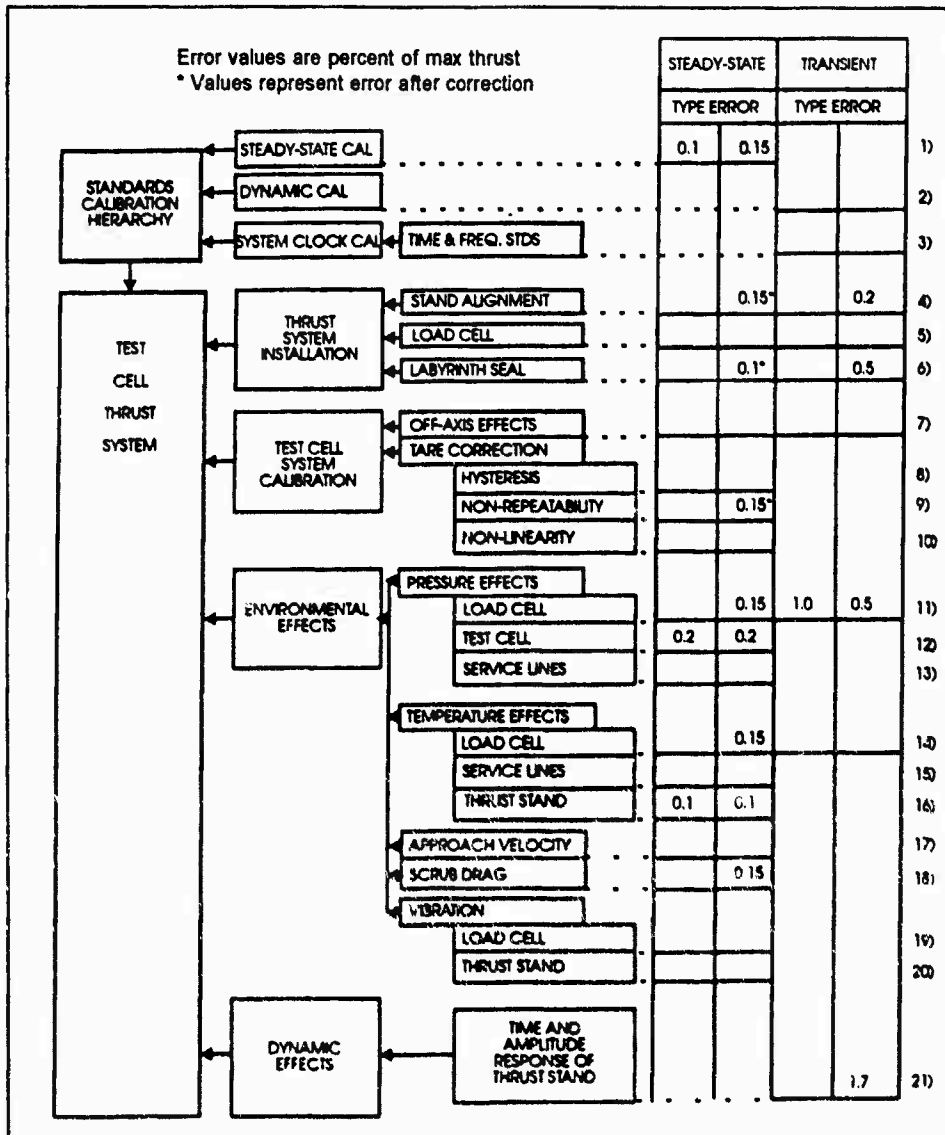 Error values are percent of max thrust
* Values represent error after correction
STEADY-STATE TRANSIENT
TYPE ERROR TYPE ERROR
STEADY-STATE CAL 0.1 0.15 1)
STANDARDS CALIBRATION HIERARCHY
DYNAMIC CAL 2)
SYSTEM CLOCK CAL TIME & FREQ. STDS 3)
TEST CELL THRUST SYSTEM
THRUST SYSTEM INSTALLATION
STAND ALIGNMENT 0.15* 0.2 4)
LOAD CELL 5)
LABYRINTH SEAL 0.1* 0.5 6)
TEST CELL SYSTEM CALIBRATION
OFF-AXIS EFFECTS 7)
TARE CORRECTION
HYSTERESIS 8)
NON-REPEATABILITY 0.15* 9)
NON-LINEARITY 10)
ENVIRONMENTAL EFFECTS
PRESSURE EFFECTS
LOAD CELL 0.15 1.0 0.5 11)
TEST CELL 0.2 0.2 12)
SERVICE LINES 13)
TEMPERATURE EFFECTS
LOAD CELL 0.15 14)
SERVICE LINES 15)
THRUST STAND 0.1 0.1 16)
APPROACH VELOCITY 17)
SCRUB DRAG 0.15 18)
VIBRATION
LOAD CELL 19)
THRUST STAND 20)
DYNAMIC EFFECTS
TIME AND AMPLITUDE RESPONSE OF THRUST STAND 1.7 21)